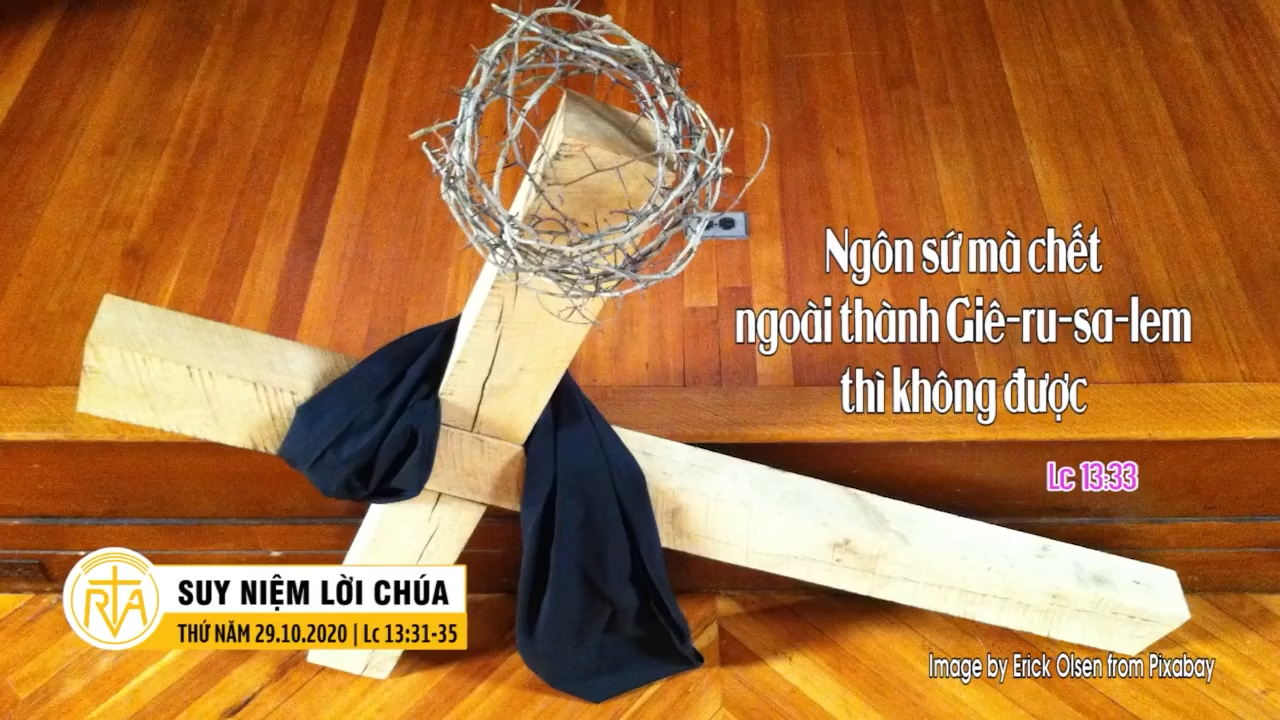 Ngôn sứ mà chết
ngoài thành Giê-ru-sa-lem
thì không được
Lc 13:33
RTA
SUY NIỆM LỜI CHÚA
THỨ NĂM 29.10.2020 | Lc 13:31-35
Image by Erick Olsen from Pixabay